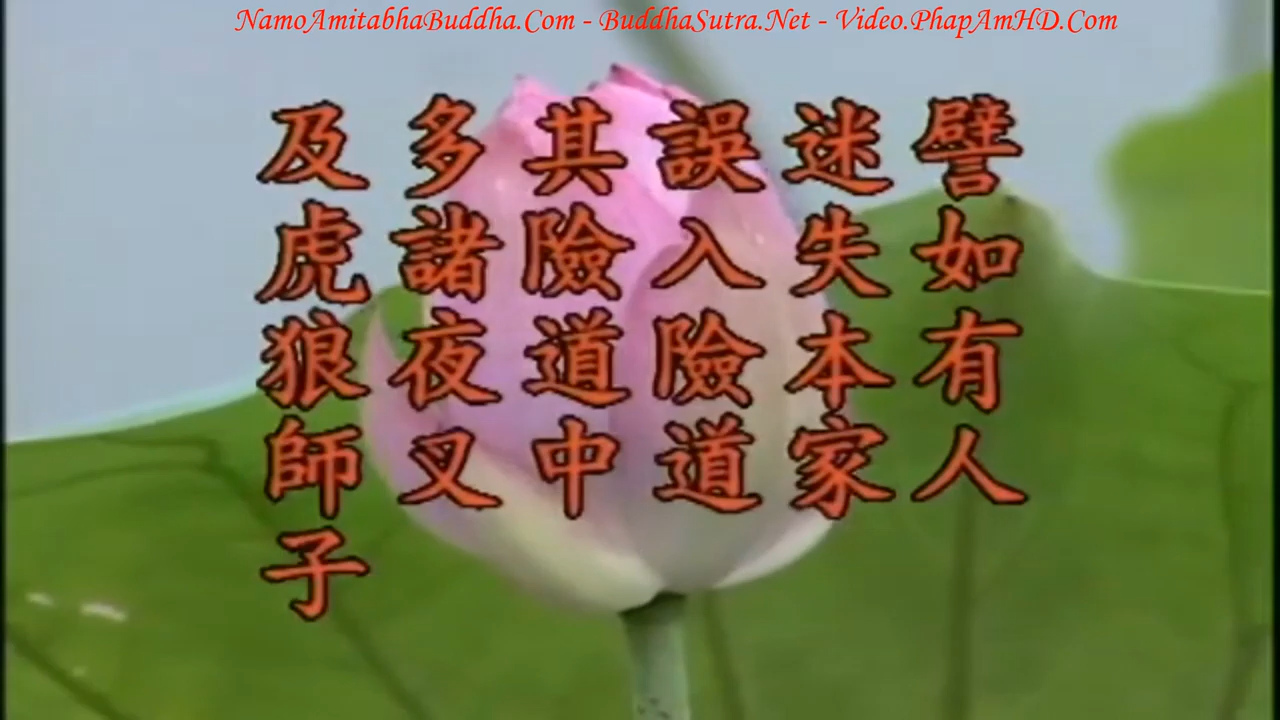 NamoAmitabhaBuddha.Com - BuddhaSutra.Net - Video.PhapAmHD.Com
譬如有人
迷失本家
誤入險道
其險道中
多諸夜叉
及虎狼師子